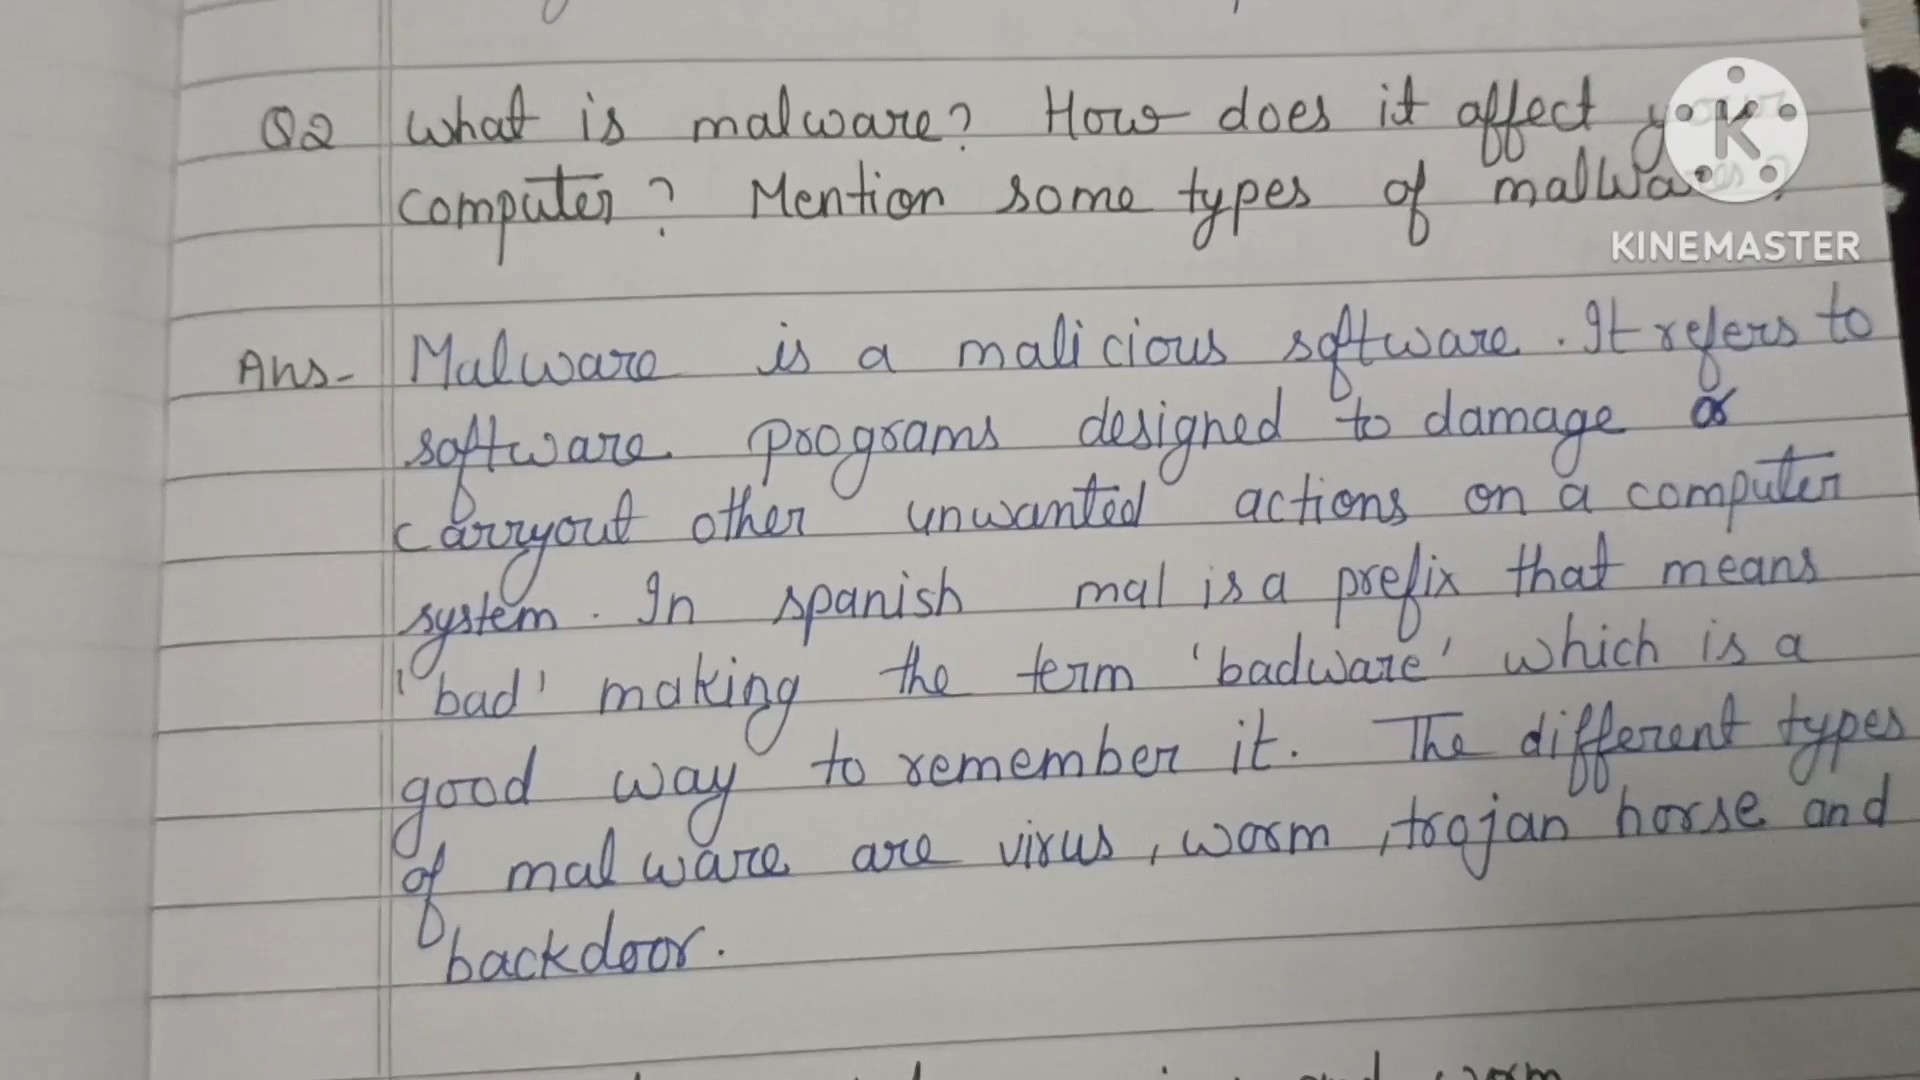 Q2 What is malware? How does it affect your
computer? Mention some types of malwares?
KINEMASTER
Ans- Malware is a malicious software. It refers to
software programs designed to damage or
carryout other unwanted actions on a computer
system. In spanish mal is a prefix that means
'bad' making the term 'badware' which is a
good way to remember it. The different types
of malware are virus, worm, trojan horse and
backdoor.
worm